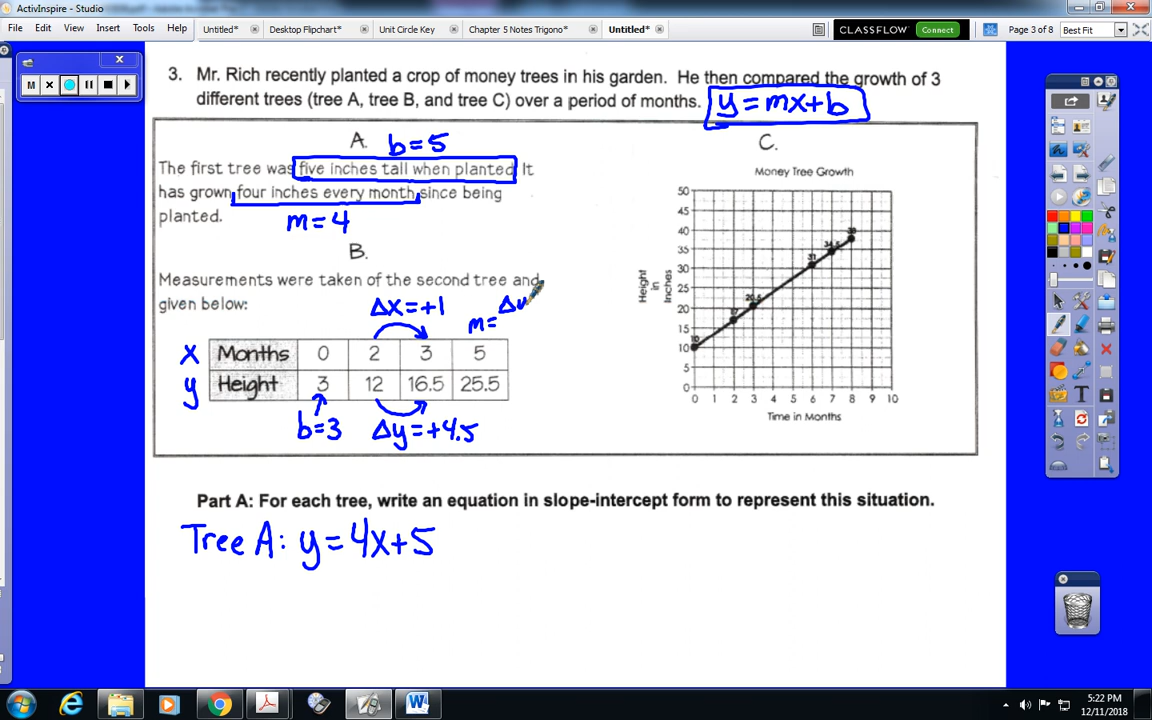 ActivInspire - Studio
File Edit View Insert Tools Help
Untitled* Desktop Flipchart* Unit Circle Key Chapter 5 Notes Trigono* Untitled*
CLASSFLOW Connect Page 3 of 8 Best Fit
M
3. Mr. Rich recently planted a crop of money trees in his garden. He then compared the growth of 3
different trees (tree A, tree B, and tree C) over a period of months.
y = mx+b
A.
b = 5
The first tree was five inches tall when planted. It
has grown four inches every month since being
planted.
m = 4
B.
Measurements were taken of the second tree and
given below:
Δx = +1
m =
x Months 0 2 3 5
y Height 3 12 16.5 25.5
b = 3
Δy = +4.5
C.
Money Tree Growth
Height in Inches
50
45
40
35
30
25
20
15
10
5
0
10 17 20.5 31 34.5 38
0 1 2 3 4 5 6 7 8 9 10
Time in Months
Part A: For each tree, write an equation in slope-intercept form to represent this situation.
Tree A: y = 4x+5
5:22 PM
12/11/2018